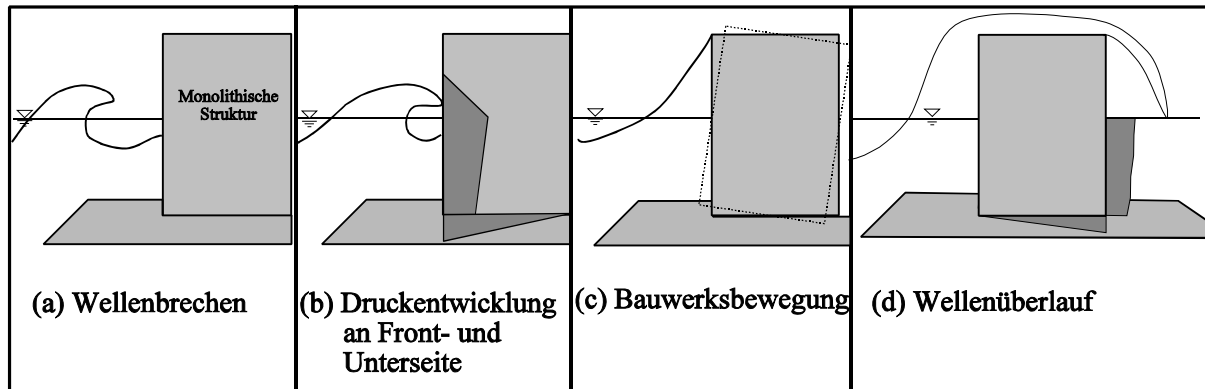 Monolithische
Struktur
(a) Wellenbrechen
(b) Druckentwicklung
an Front- und
Unterseite
(c) Bauwerksbewegung
(d) Wellenüberlauf